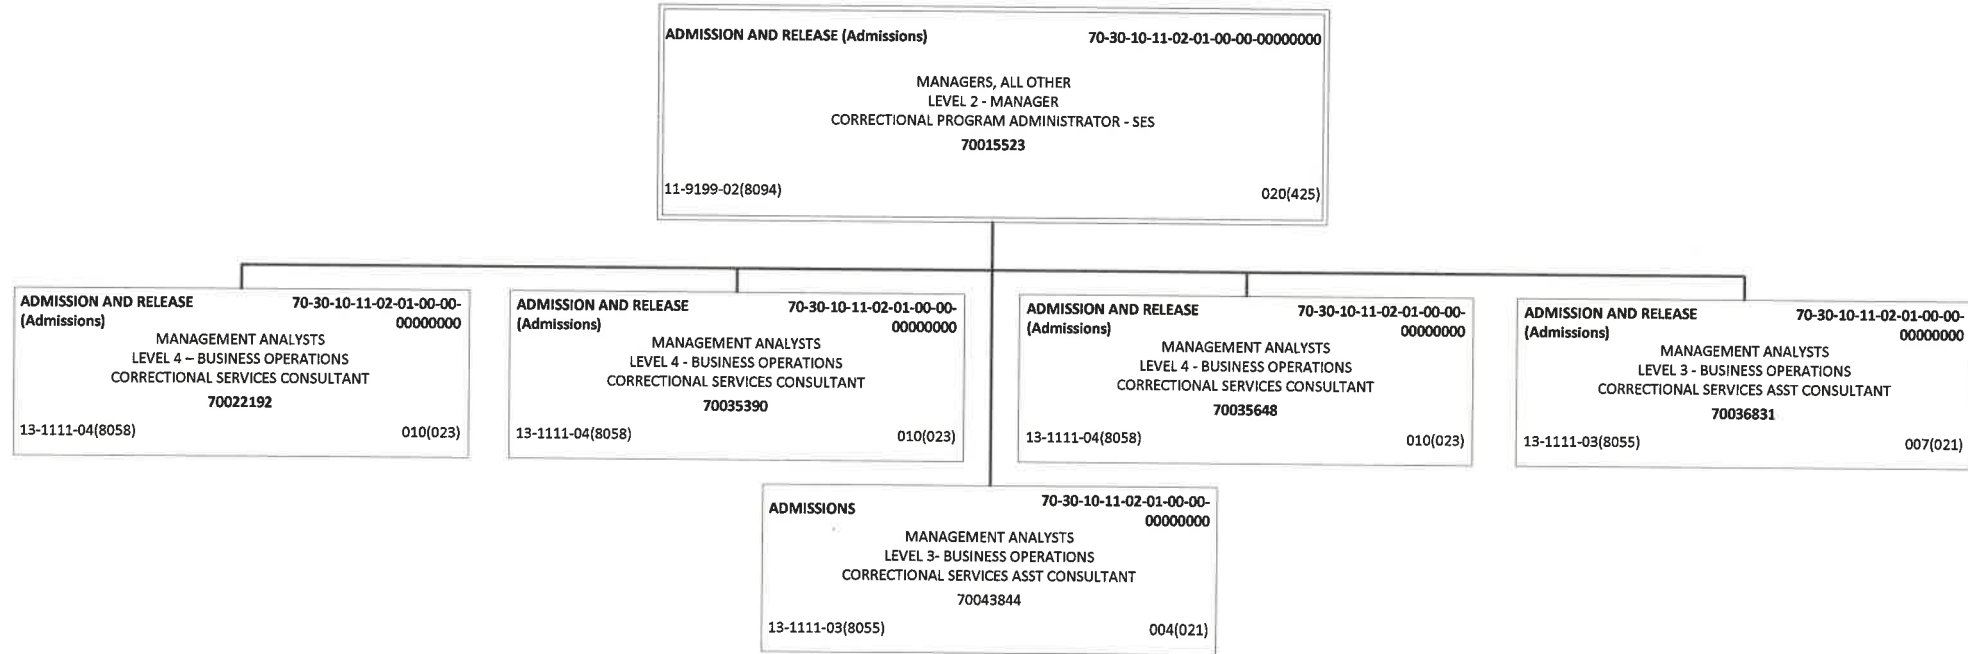 ADMISSION AND RELEASE (Admissions) 70-30-10-11-02-01-00-00-00000000
MANAGERS, ALL OTHER
LEVEL 2 - MANAGER
CORRECTIONAL PROGRAM ADMINISTRATOR - SES
70015523
11-9199-02(8094) 020(425)
ADMISSION AND RELEASE 70-30-10-11-02-01-00-00-
(Admissions) 00000000
MANAGEMENT ANALYSTS
LEVEL 4 – BUSINESS OPERATIONS
CORRECTIONAL SERVICES CONSULTANT
70022192
13-1111-04(8058) 010(023)
ADMISSION AND RELEASE 70-30-10-11-02-01-00-00-
(Admissions) 00000000
MANAGEMENT ANALYSTS
LEVEL 4 - BUSINESS OPERATIONS
CORRECTIONAL SERVICES CONSULTANT
70035390
13-1111-04(8058) 010(023)
ADMISSION AND RELEASE 70-30-10-11-02-01-00-00-
(Admissions) 00000000
MANAGEMENT ANALYSTS
LEVEL 4 - BUSINESS OPERATIONS
CORRECTIONAL SERVICES CONSULTANT
70035648
13-1111-04(8058) 010(023)
ADMISSION AND RELEASE 70-30-10-11-02-01-00-00-
(Admissions) 00000000
MANAGEMENT ANALYSTS
LEVEL 3 - BUSINESS OPERATIONS
CORRECTIONAL SERVICES ASST CONSULTANT
70036831
13-1111-03(8055) 007(021)
ADMISSIONS 70-30-10-11-02-01-00-00-
00000000
MANAGEMENT ANALYSTS
LEVEL 3- BUSINESS OPERATIONS
CORRECTIONAL SERVICES ASST CONSULTANT
70043844
13-1111-03(8055) 004(021)